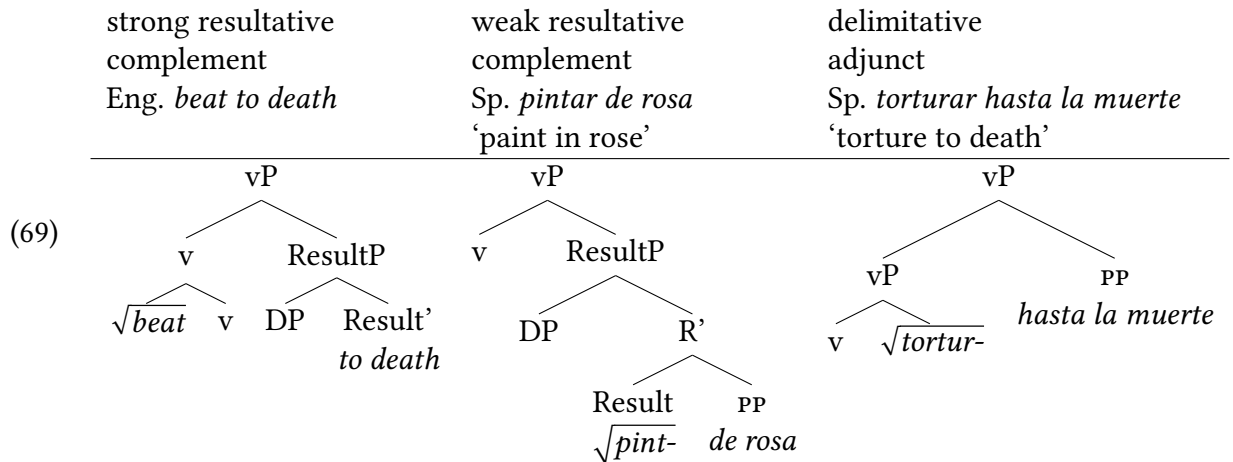 strong resultative weak resultative delimitative
complement complement adjunct
Eng. beat to death Sp. pintar de rosa Sp. torturar hasta la muerte
‘paint in rose’ ‘torture to death’
vP vP vP
(69)
v ResultP v ResultP vP PP
hasta la muerte
√beat v DP Result’ DP R’ v √tortur-
to death
Result PP
√pint- de rosa